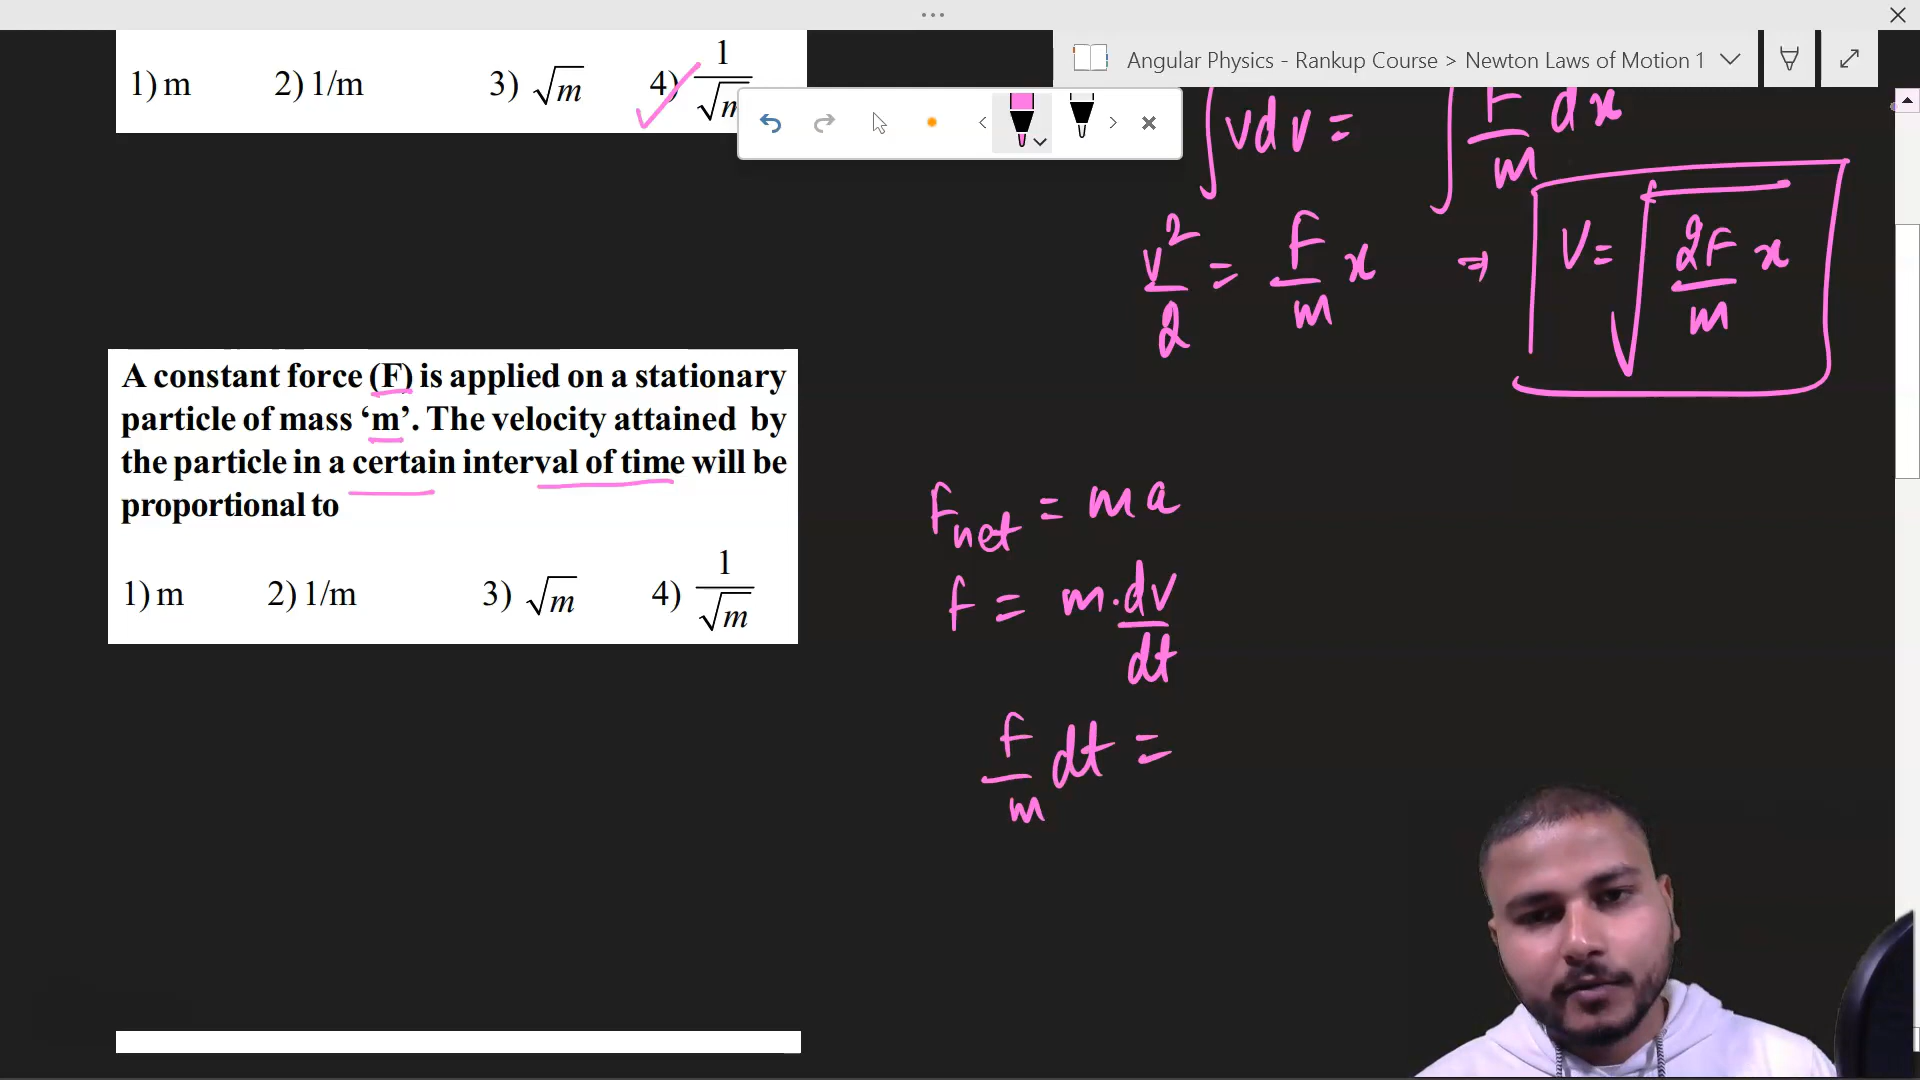 Angular Physics - Rankup Course > Newton Laws of Motion 1
1) m 2) 1/m 3) √m 4) 1/√m
∫vdv = ∫F/m dx
v²/2 = F/m x ⇒ V = √(2F/m x)
A constant force (F) is applied on a stationary
particle of mass ‘m’. The velocity attained by
the particle in a certain interval of time will be
proportional to
1) m 2) 1/m 3) √m 4) 1/√m
Fnet = ma
f = m.dv/dt
f/m dt =